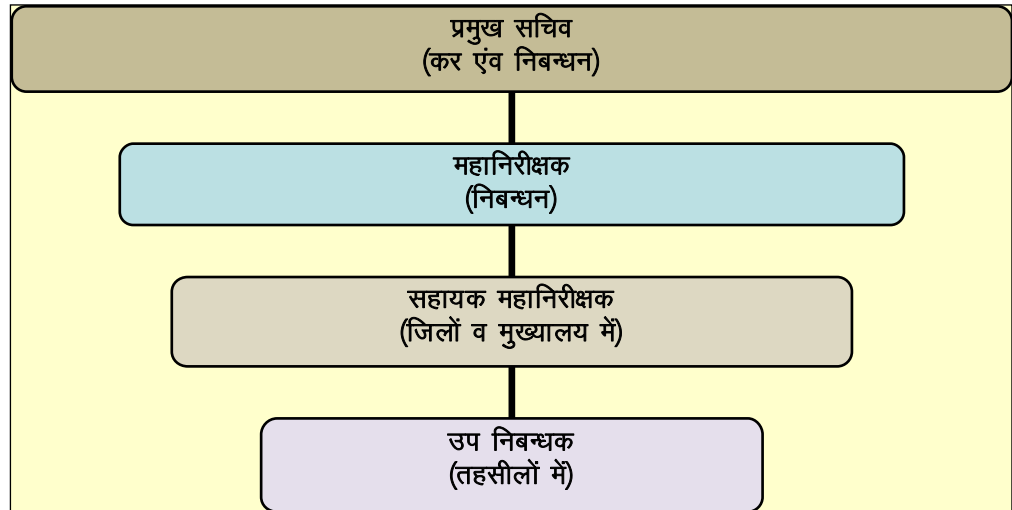 प्रमुख सचिव
(कर एंव निबन्धन)
महानिरीक्षक
(निबन्धन)
सहायक महानिरीक्षक
(जिलों व मुख्यालय में)
उप निबन्धक
(तहसीलों में)